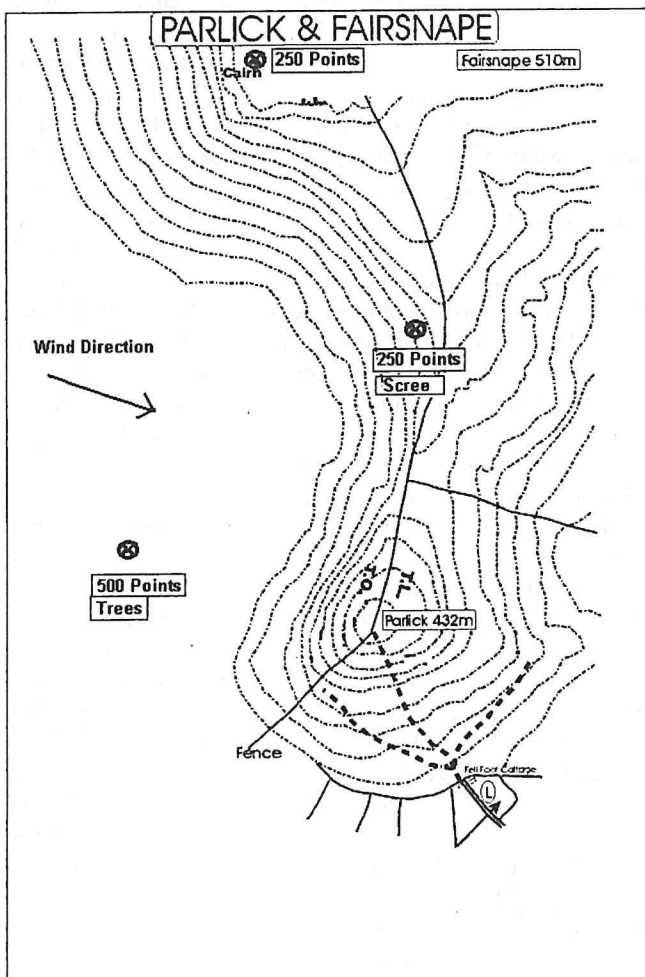 PARLICK & FAIRSNAPE
250 Points
Cairn
Fairsnape 510m
Wind Direction
250 Points
Scree
500 Points
Trees
T.O.
T.L.
Parlick 432m
Fence
Fell Foot Cottage
L